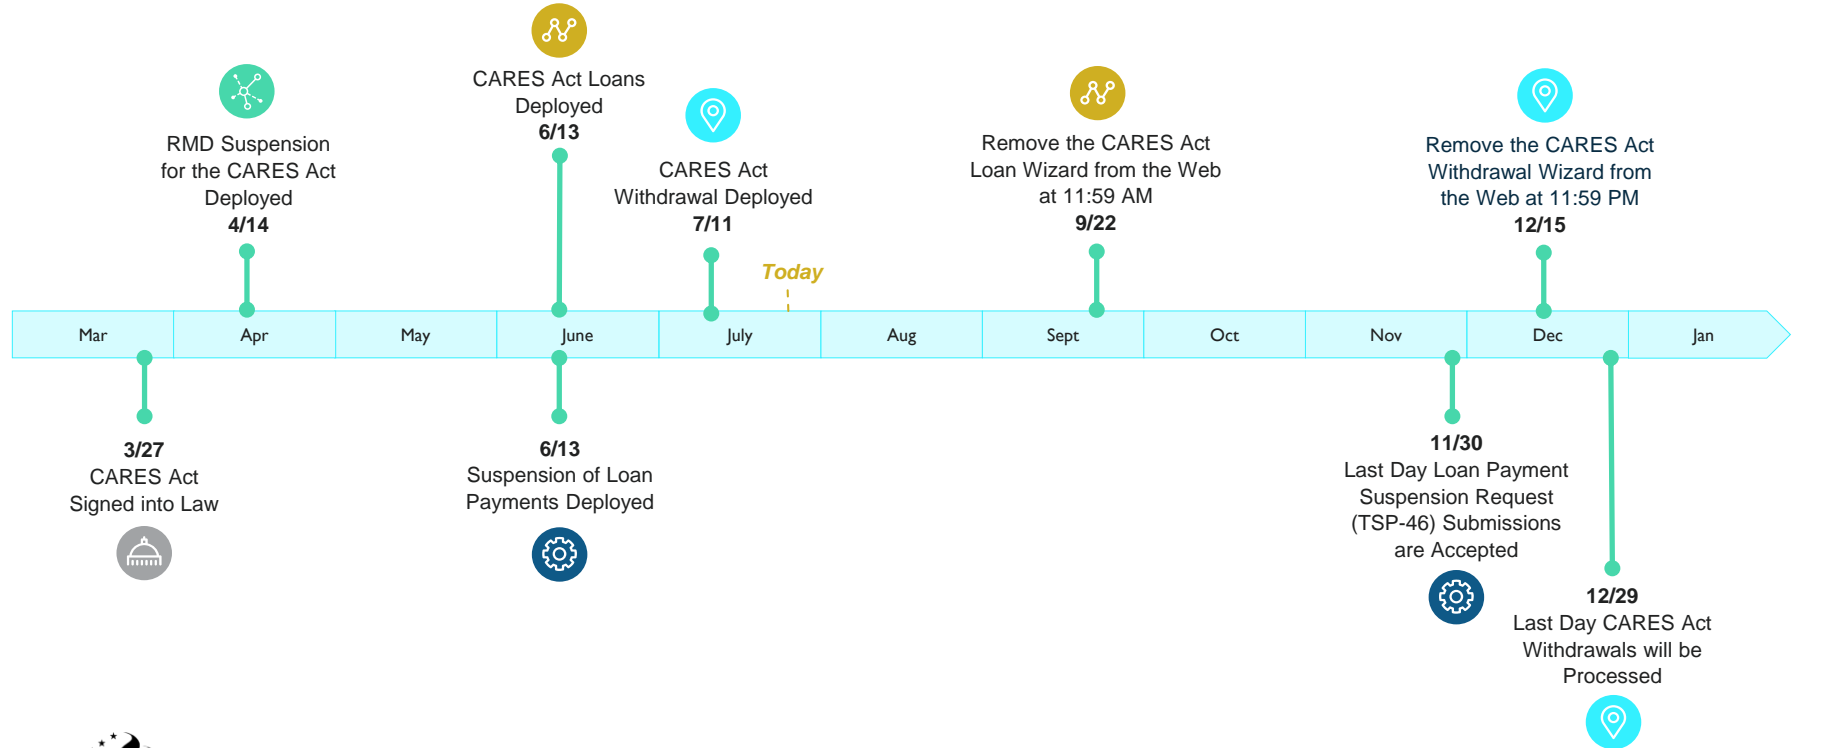 CARES Act Loans
Deployed
6/13
RMD Suspension
for the CARES Act
Deployed
4/14
CARES Act
Withdrawal Deployed
7/11
Remove the CARES Act
Loan Wizard from the Web
at 11:59 AM
9/22
Remove the CARES Act
Withdrawal Wizard from
the Web at 11:59 PM
12/15
Today
Mar
Apr
May
June
July
Aug
Sept
Oct
Nov
Dec
Jan
3/27
CARES Act
Signed into Law
6/13
Suspension of Loan
Payments Deployed
11/30
Last Day Loan Payment
Suspension Request
(TSP-46) Submissions
are Accepted
12/29
Last Day CARES Act
Withdrawals will be
Processed